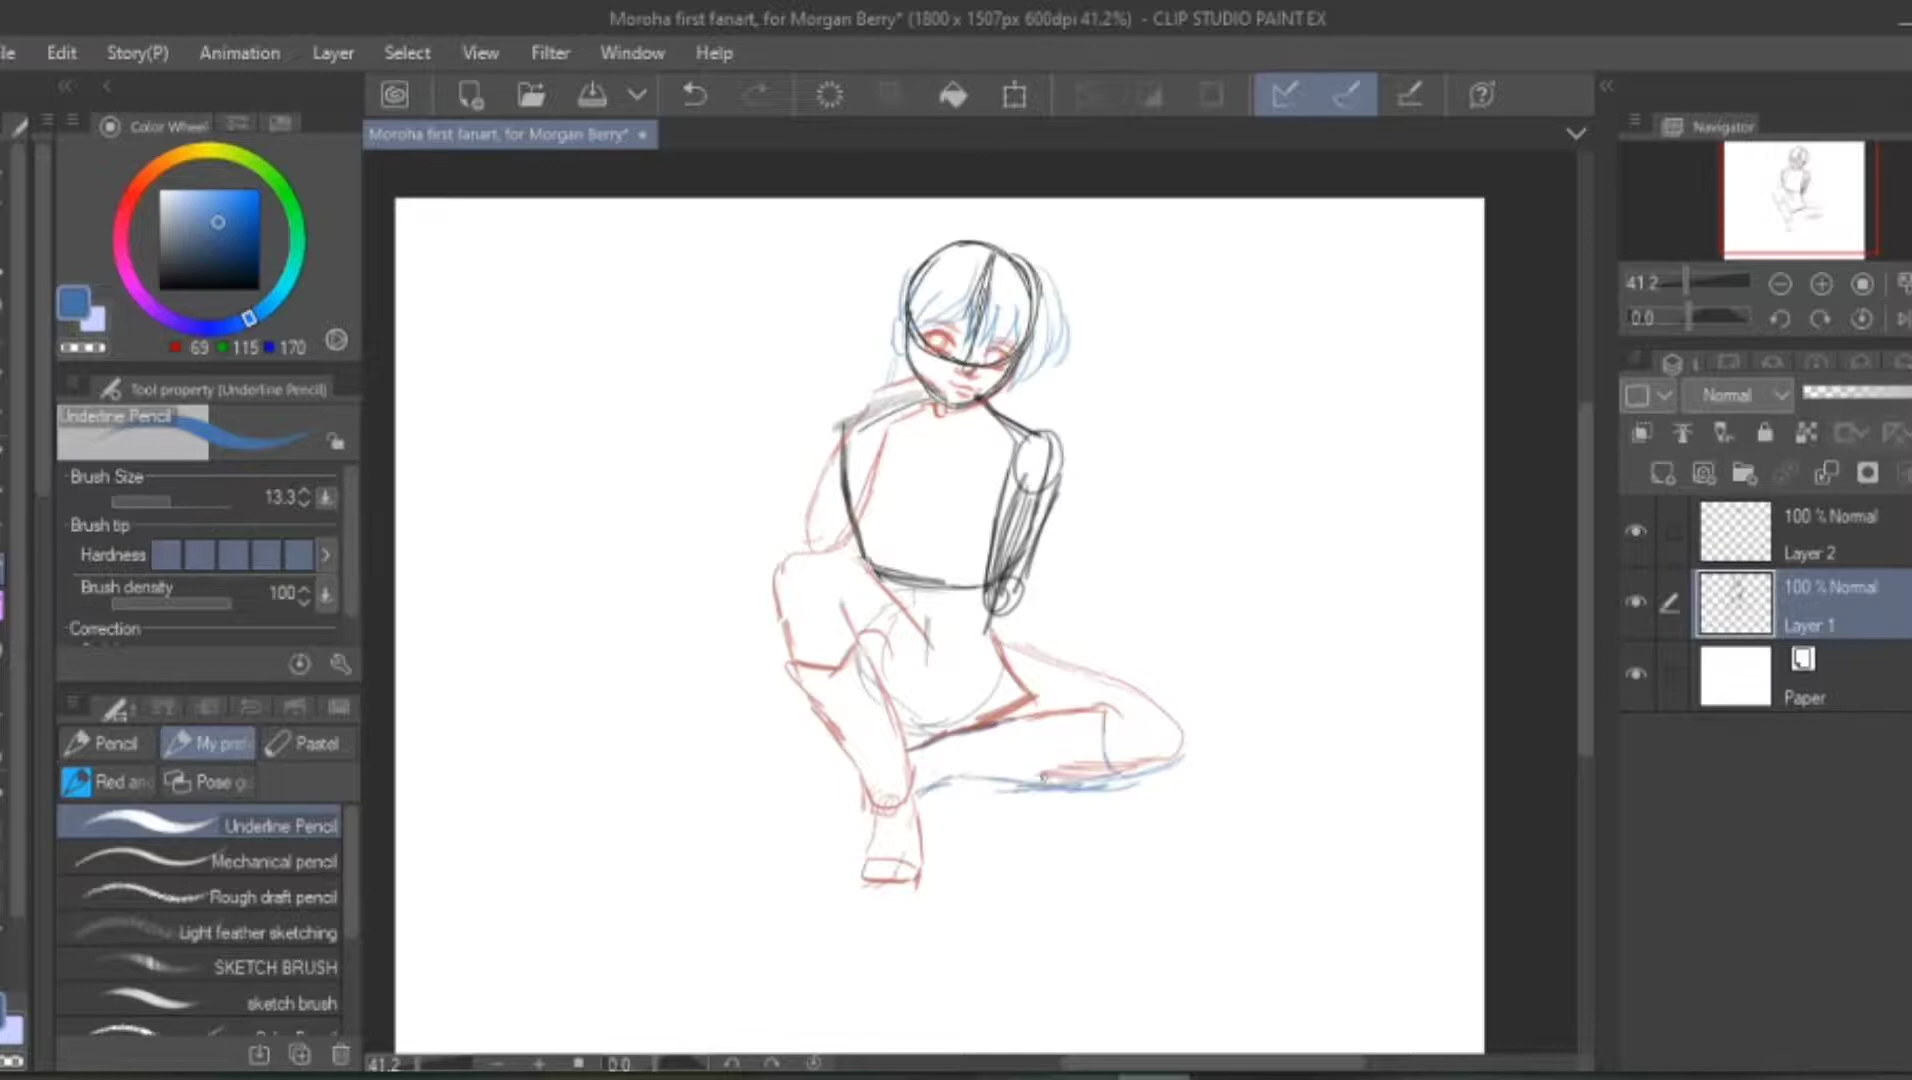 Moroha first fanart, for Morgan Berry* (1800 x 1507px 600dpi 41.2%) - CLIP STUDIO PAINT EX
le Edit Story(P) Animation Layer Select View Filter Window Help
Color Wheel
Moroha first fanart, for Morgan Berry*
Navigator
41.2
0.0
69 115 170
Tool property [Underline Pencil]
Underline Pencil
Brush Size
13.3
Brush tip
Hardness
Brush density
100
Correction
Normal
100 % Normal
Layer 2
100 % Normal
Layer 1
Paper
Pencil My pref Pastel
Red and Pose g
Underline Pencil
Mechanical pencil
Rough draft pencil
Light feather sketching
SKETCH BRUSH
sketch brush
41.2 0.0